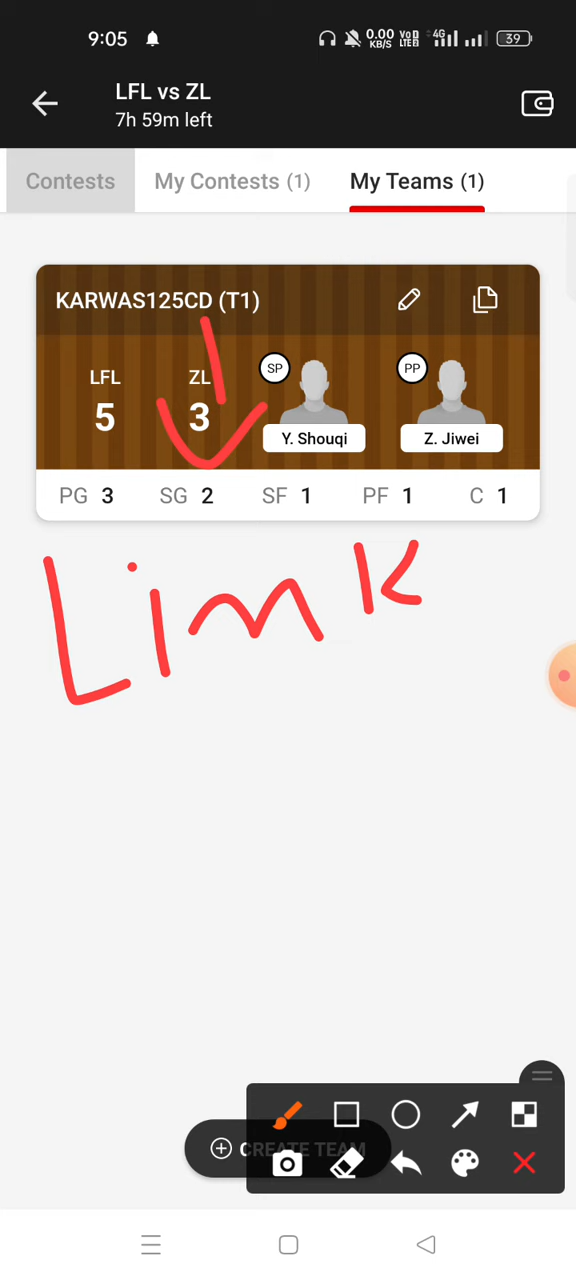 9:05 0.00 KB/S VoD LTE2 4G 39
LFL vs ZL
7h 59m left
Contests My Contests (1) My Teams (1)
KARWAS125CD (T1)
LFL ZL SP PP
5 3
Y. Shouqi Z. Jiwei
PG 3 SG 2 SF 1 PF 1 C 1
Link
CREATE TEAM